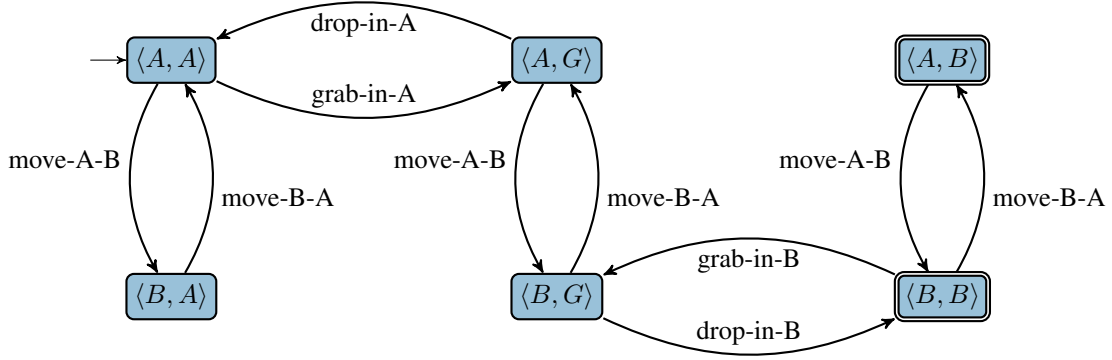 drop-in-A
⟨A, A⟩
⟨A, G⟩
⟨A, B⟩
grab-in-A
move-A-B
move-B-A
move-A-B
move-B-A
move-A-B
move-B-A
grab-in-B
⟨B, A⟩
⟨B, G⟩
⟨B, B⟩
drop-in-B